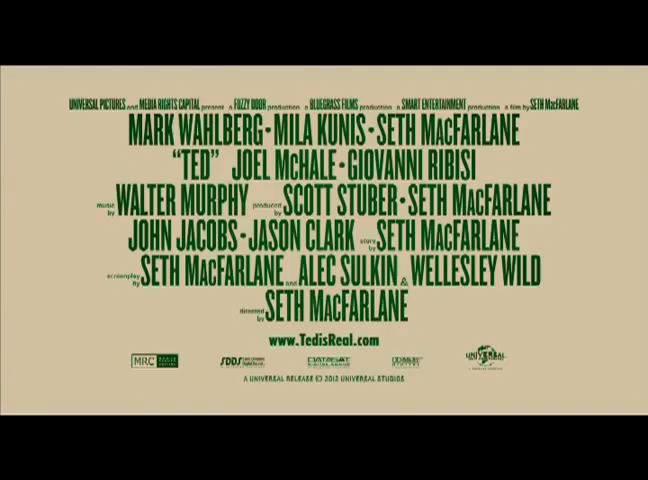 UNIVERSAL PICTURES and MEDIA RIGHTS CAPITAL present a FUZZY DOOR production a BLUEGRASS FILMS production a SMART ENTERTAINMENT production a film by SETH MACFARLANE
MARK WAHLBERG · MILA KUNIS · SETH MACFARLANE
"TED" JOEL MCHALE · GIOVANNI RIBISI
music by WALTER MURPHY produced by SCOTT STUBER · SETH MACFARLANE
JOHN JACOBS · JASON CLARK story by SETH MACFARLANE
screenplay by SETH MACFARLANE and ALEC SULKIN & WELLESLEY WILD
directed by SETH MACFARLANE
www.TedisReal.com
MRC SDDS DATASAT UNIVERSAL
A UNIVERSAL RELEASE © 2012 UNIVERSAL STUDIOS